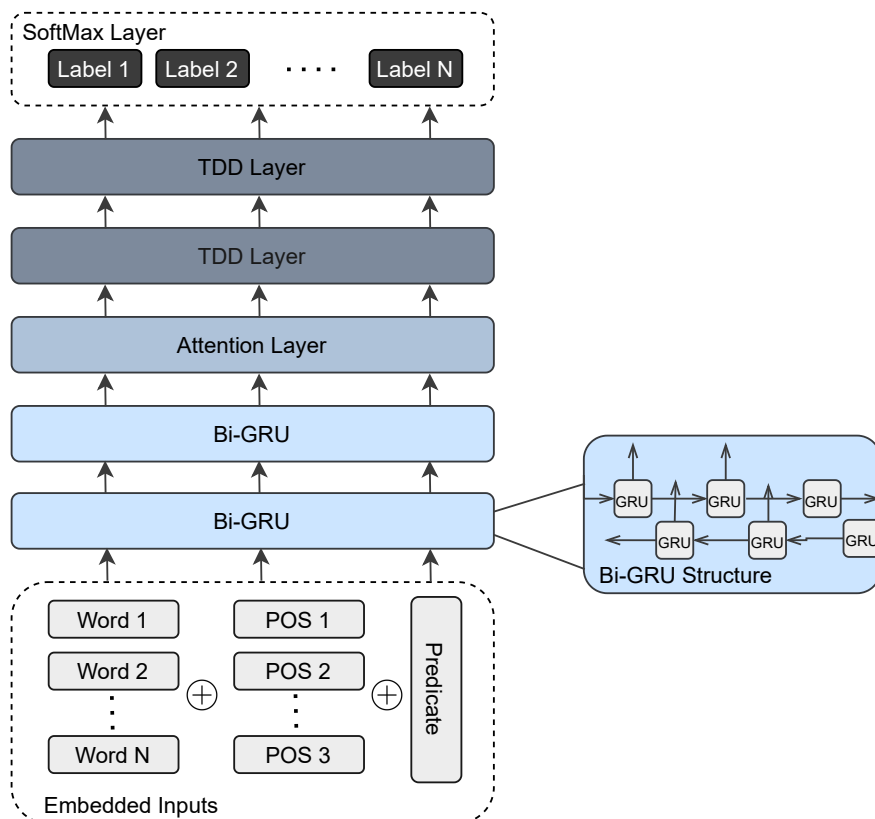 SoftMax Layer
Label 1 Label 2 . . . . Label N
TDD Layer
TDD Layer
Attention Layer
Bi-GRU
Bi-GRU
GRU GRU GRU
GRU GRU GRU
Bi-GRU Structure
Word 1 POS 1
Word 2 POS 2
Word N POS 3
Predicate
Embedded Inputs